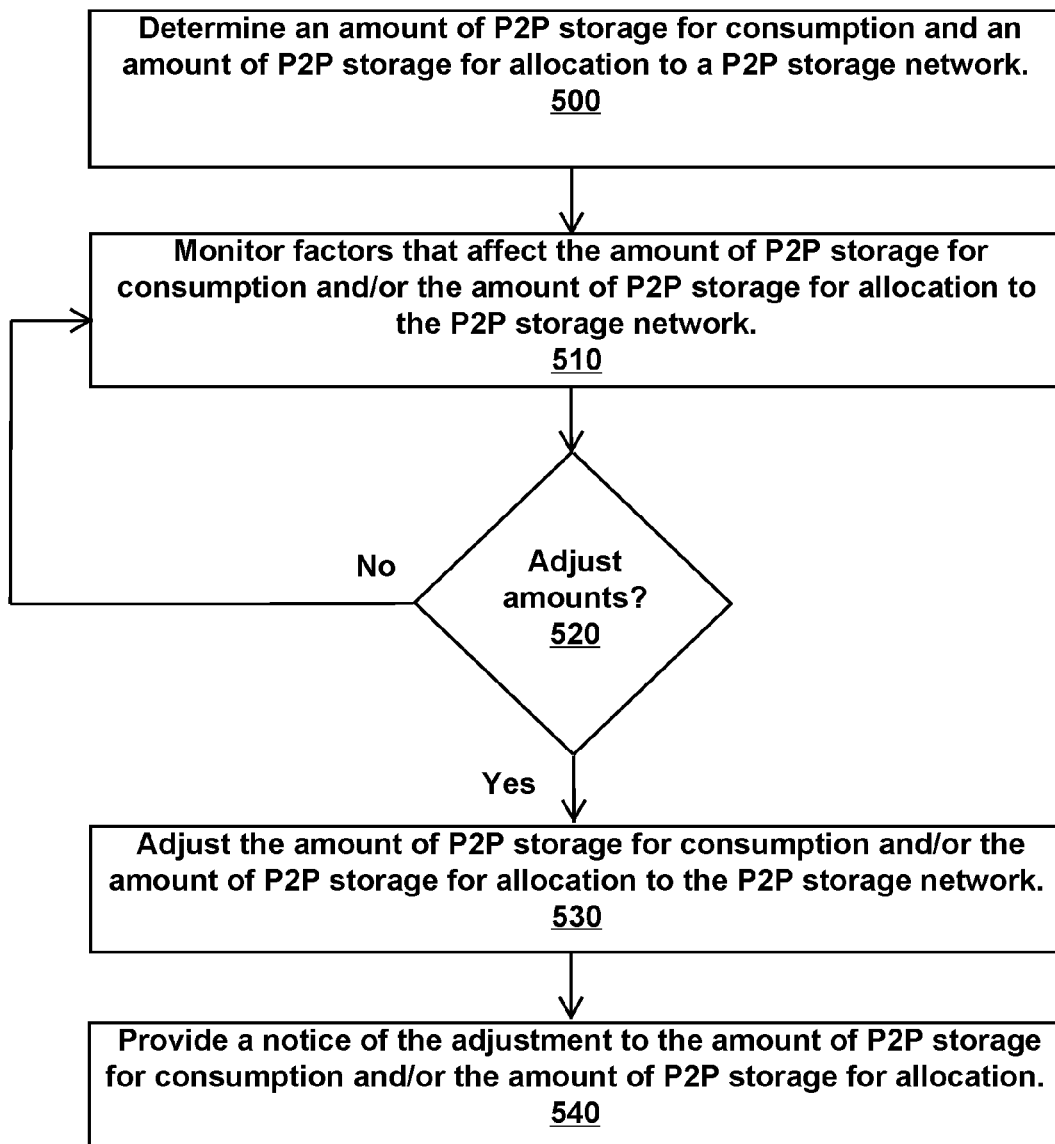 Determine an amount of P2P storage for consumption and an
amount of P2P storage for allocation to a P2P storage network.
500
Monitor factors that affect the amount of P2P storage for
consumption and/or the amount of P2P storage for allocation to
the P2P storage network.
510
No
Adjust
amounts?
520
Yes
Adjust the amount of P2P storage for consumption and/or the
amount of P2P storage for allocation to the P2P storage network.
530
Provide a notice of the adjustment to the amount of P2P storage
for consumption and/or the amount of P2P storage for allocation.
540